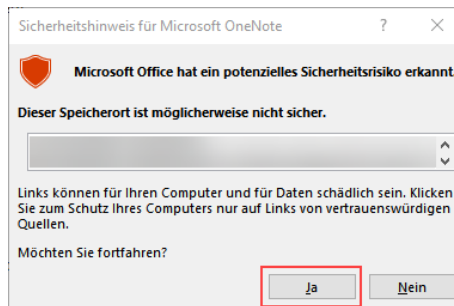 Sicherheitshinweis für Microsoft OneNote
Microsoft Office hat ein potenzielles Sicherheitsrisiko erkannt.
Dieser Speicherort ist möglicherweise nicht sicher.
Links können für Ihren Computer und für Daten schädlich sein. Klicken
Sie zum Schutz Ihres Computers nur auf Links von vertrauenswürdigen
Quellen.
Möchten Sie fortfahren?
Ja
Nein